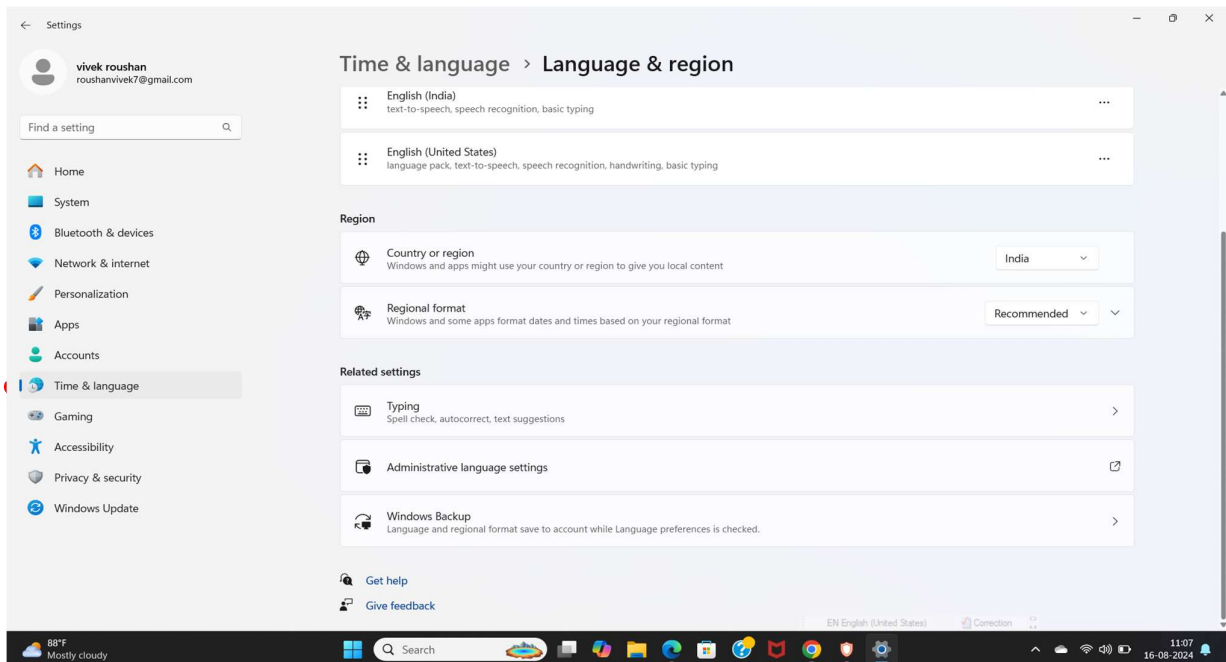 Settings
vivek roushan
roushanvivek7@gmail.com
Find a setting
Home
System
Bluetooth & devices
Network & internet
Personalization
Apps
Accounts
Time & language
Gaming
Accessibility
Privacy & security
Windows Update
Time & language > Language & region
English (India)
text-to-speech, speech recognition, basic typing
English (United States)
language pack, text-to-speech, speech recognition, handwriting, basic typing
Region
Country or region
Windows and apps might use your country or region to give you local content
India
Regional format
Windows and some apps format dates and times based on your regional format
Recommended
Related settings
Typing
Spell check, autocorrect, text suggestions
Administrative language settings
Windows Backup
Language and regional format save to account while Language preferences is checked.
Get help
Give feedback
EN English (United States) Correction
88°F
Mostly cloudy
Search
11:07
16-08-2024